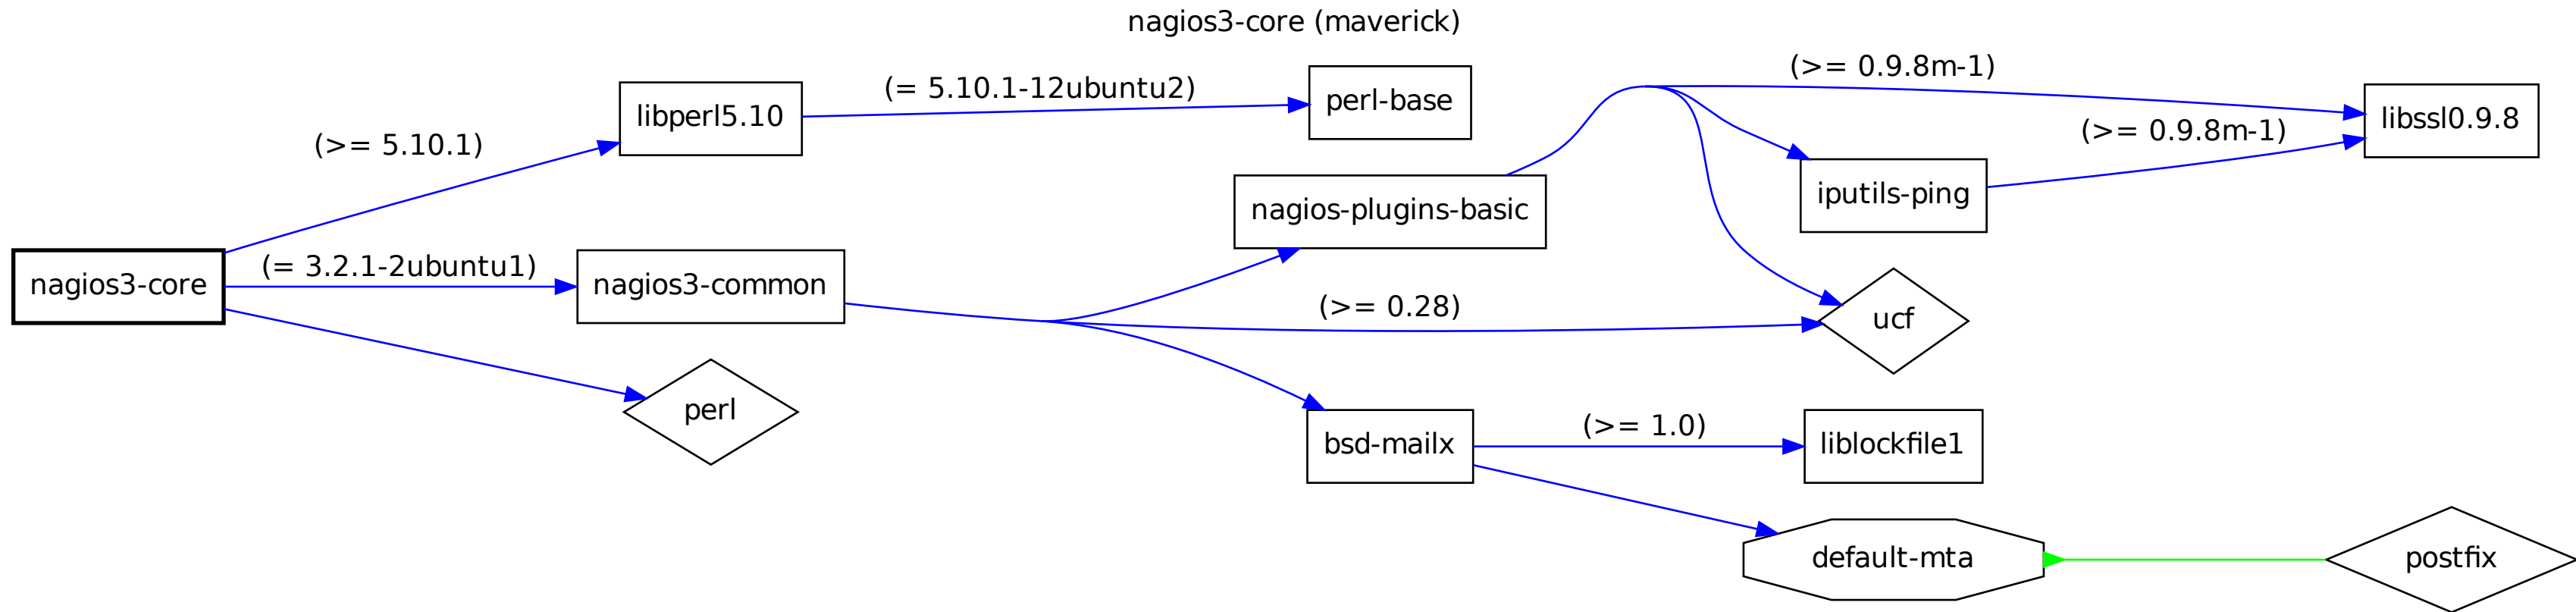 nagios3-core (maverick)
(>= 0.9.8m-1)
(= 5.10.1-12ubuntu2)
perl-base
libperl5.10
libssl0.9.8
(>= 0.9.8m-1)
(>= 5.10.1)
iputils-ping
nagios-plugins-basic
(= 3.2.1-2ubuntu1)
nagios3-core
nagios3-common
(>= 0.28)
ucf
perl
(>= 1.0)
bsd-mailx
liblockfile1
default-mta
postfix